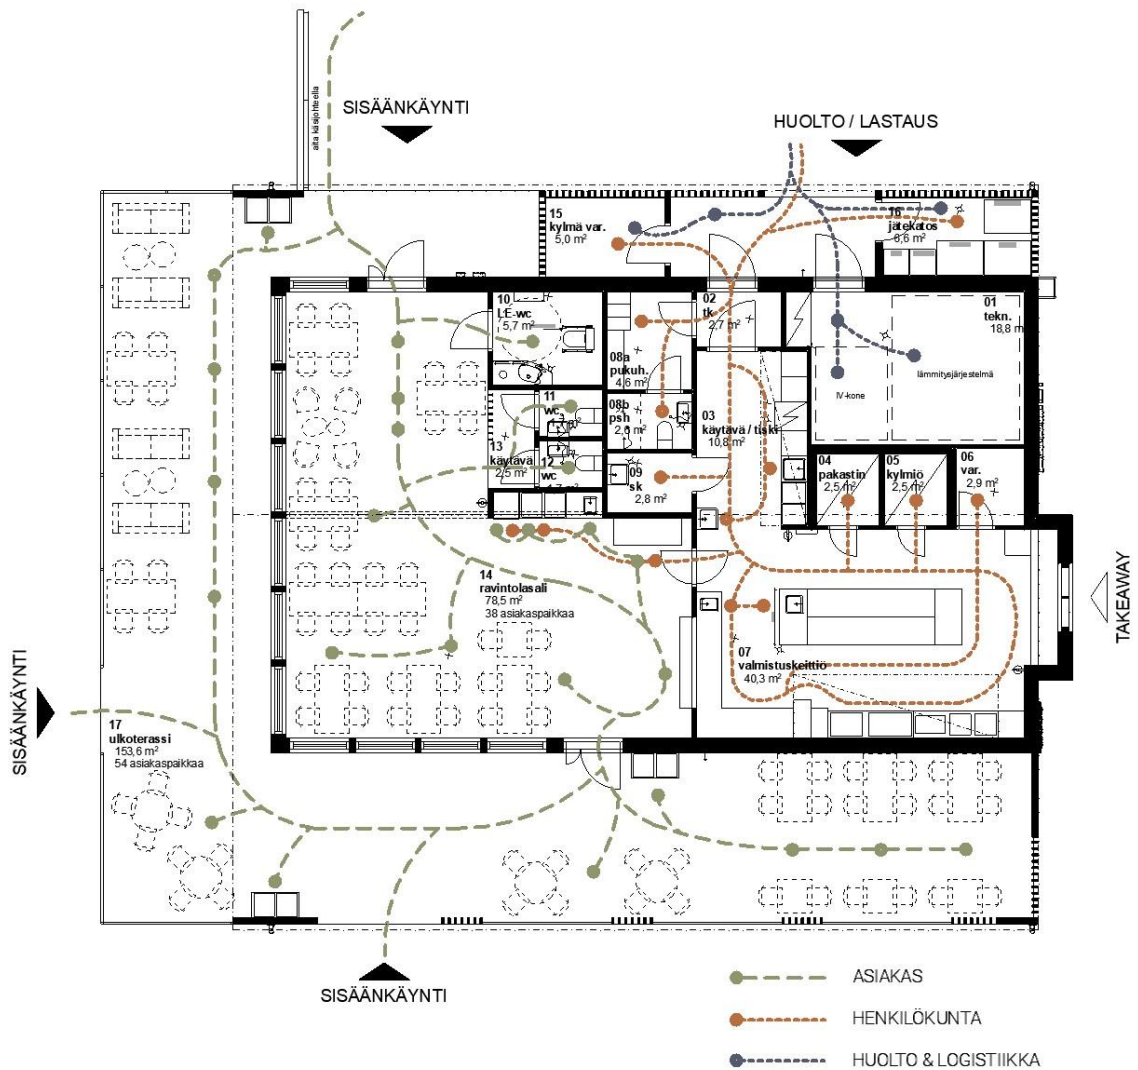 aita käsijohteella
SISÄÄNKÄYNTI
HUOLTO / LASTAUS
15
kylmä var.
5,0 m²
16
jätekatos
6,6 m²
10
LE-wc
5,7 m²
02
tk
2,7 m²
01
tekn.
18,8 m
08a
pukuh.
4,6 m²
lämmitysjärjestelmä
IV-kone
11
wc
08b
psh
03
käytävä / tiski
10,8 m²
13
käytävä
2,5 m²
12
wc
09
sk
2,8 m²
04
pakastin
2,5 m²
05
kylmiö
2,5 m²
06
var.
2,9 m²
14
ravintolasali
78,5 m²
38 asiakaspaikkaa
TAKEAWAY
07
valmistuskeittiö
40,3 m²
SISÄÄNKÄYNTI
17
ulkoterassi
153,6 m²
54 asiakaspaikkaa
SISÄÄNKÄYNTI
ASIAKAS
HENKILÖKUNTA
HUOLTO & LOGISTIIKKA